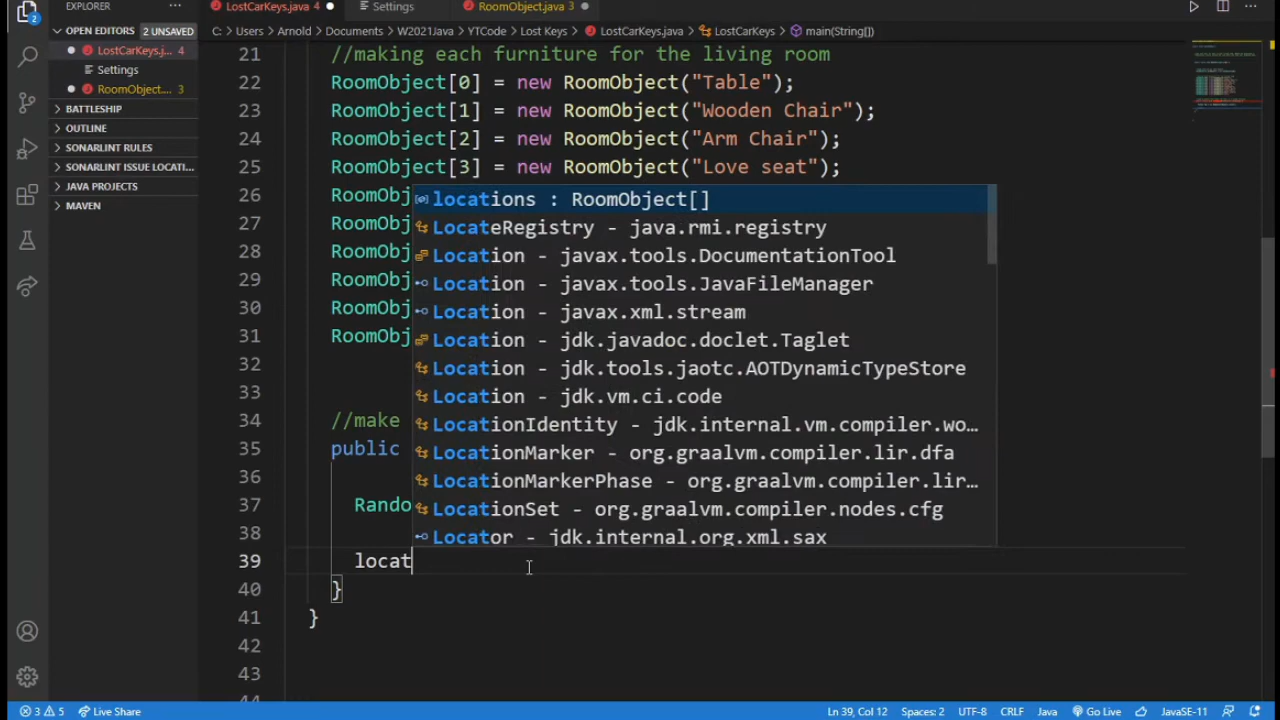 EXPLORER
LostCarKeys.java 4
Settings
RoomObject.java 3
OPEN EDITORS 2 UNSAVED
C: > Users > Arnold > Documents > W2021Java > YTCode > Lost Keys > LostCarKeys.java > LostCarKeys > main(String[])
LostCarKeys.j... 4
Settings
RoomObject.... 3
BATTLESHIP
OUTLINE
SONARLINT RULES
SONARLINT ISSUE LOCATI...
JAVA PROJECTS
MAVEN
2
21 //making each furniture for the living room
22 RoomObject[0] = new RoomObject("Table");
23 RoomObject[1] = new RoomObject("Wooden Chair");
24 RoomObject[2] = new RoomObject("Arm Chair");
25 RoomObject[3] = new RoomObject("Love seat");
26 RoomObj
27 RoomObj
28 RoomObj
29 RoomObj
30 RoomObj
31 RoomObj
32
33
34 //make
35 public
36
37 Rando
38
39 locat
40 }
41 }
42
43
44
locations : RoomObject[]
LocateRegistry - java.rmi.registry
Location - javax.tools.DocumentationTool
Location - javax.tools.JavaFileManager
Location - javax.xml.stream
Location - jdk.javadoc.doclet.Taglet
Location - jdk.tools.jaotc.AOTDynamicTypeStore
Location - jdk.vm.ci.code
LocationIdentity - jdk.internal.vm.compiler.wo...
LocationMarker - org.graalvm.compiler.lir.dfa
LocationMarkerPhase - org.graalvm.compiler.lir...
LocationSet - org.graalvm.compiler.nodes.cfg
Locator - jdk.internal.org.xml.sax
3 5 Live Share
Ln 39, Col 12 Spaces: 2 UTF-8 CRLF Java Go Live JavaSE-11